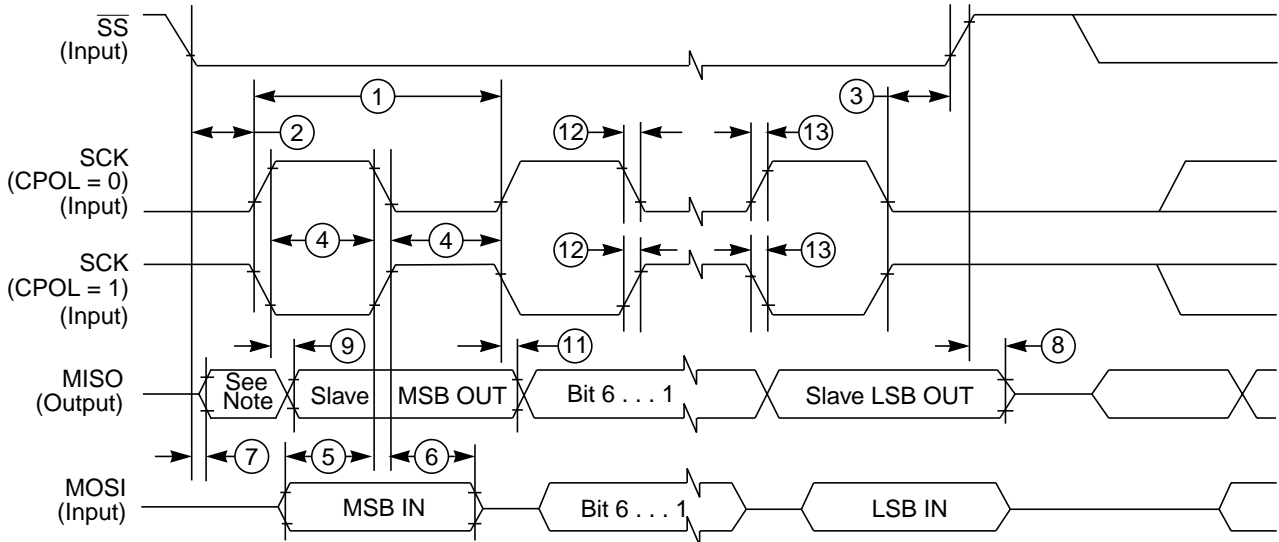 SS
(Input)
1
3
2
12
13
SCK
(CPOL = 0)
(Input)
4
4
12
13
SCK
(CPOL = 1)
(Input)
9
11
8
MISO
(Output)
See
Note
Slave
MSB OUT
Bit 6 . . . 1
Slave LSB OUT
7
5
6
MOSI
(Input)
MSB IN
Bit 6 . . . 1
LSB IN